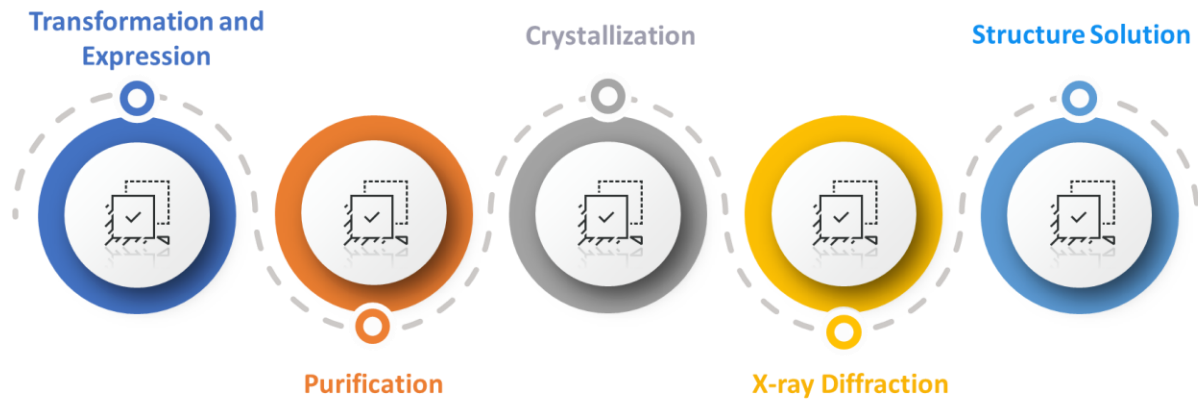 Transformation and
Expression
Purification
Crystallization
X-ray Diffraction
Structure Solution